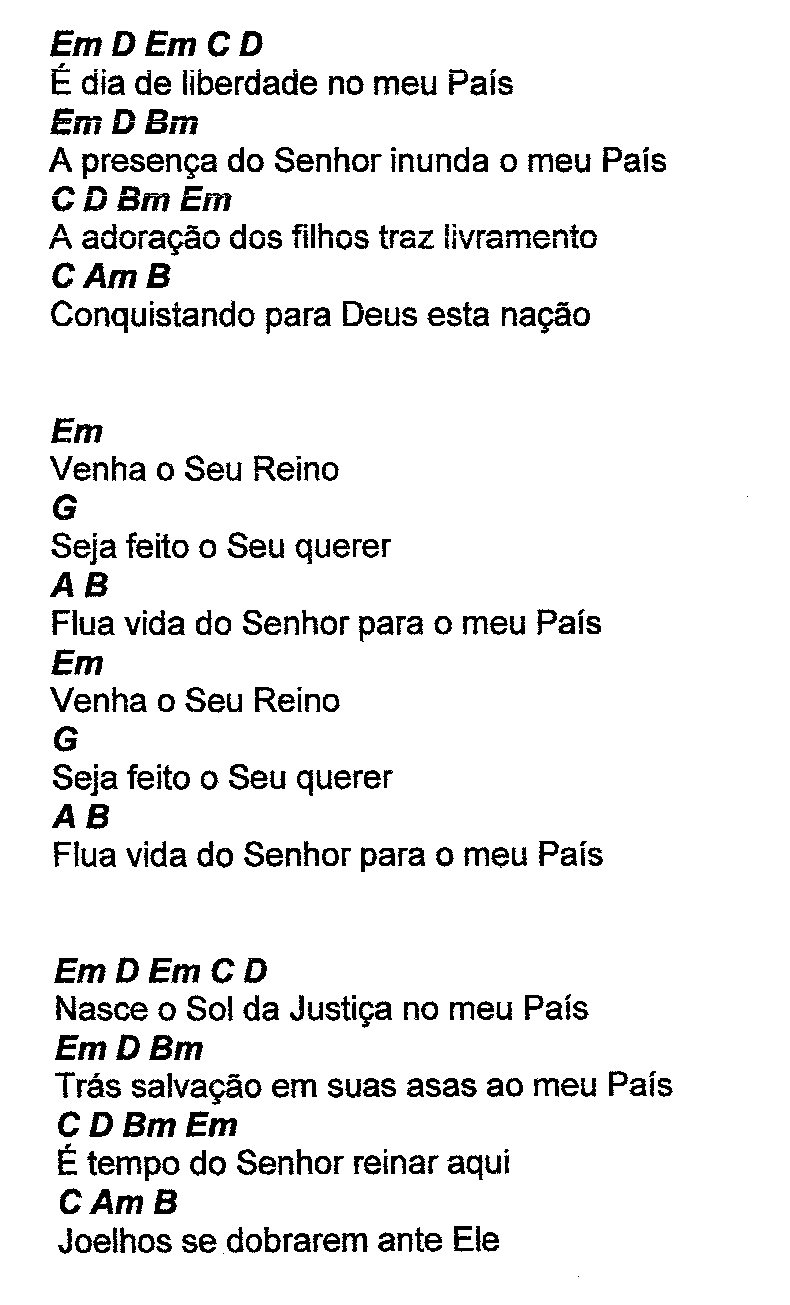 Em D Em C D
É dia de liberdade no meu País
Em D Bm
A presença do Senhor inunda o meu País
C D Bm Em
A adoração dos filhos traz livramento
C Am B
Conquistando para Deus esta nação
Em
Venha o Seu Reino
G
Seja feito o Seu querer
A B
Flua vida do Senhor para o meu País
Em
Venha o Seu Reino
G
Seja feito o Seu querer
A B
Flua vida do Senhor para o meu País
Em D Em C D
Nasce o Sol da Justiça no meu País
Em D Bm
Trás salvação em suas asas ao meu País
C D Bm Em
É tempo do Senhor reinar aqui
C Am B
Joelhos se dobrarem ante Ele